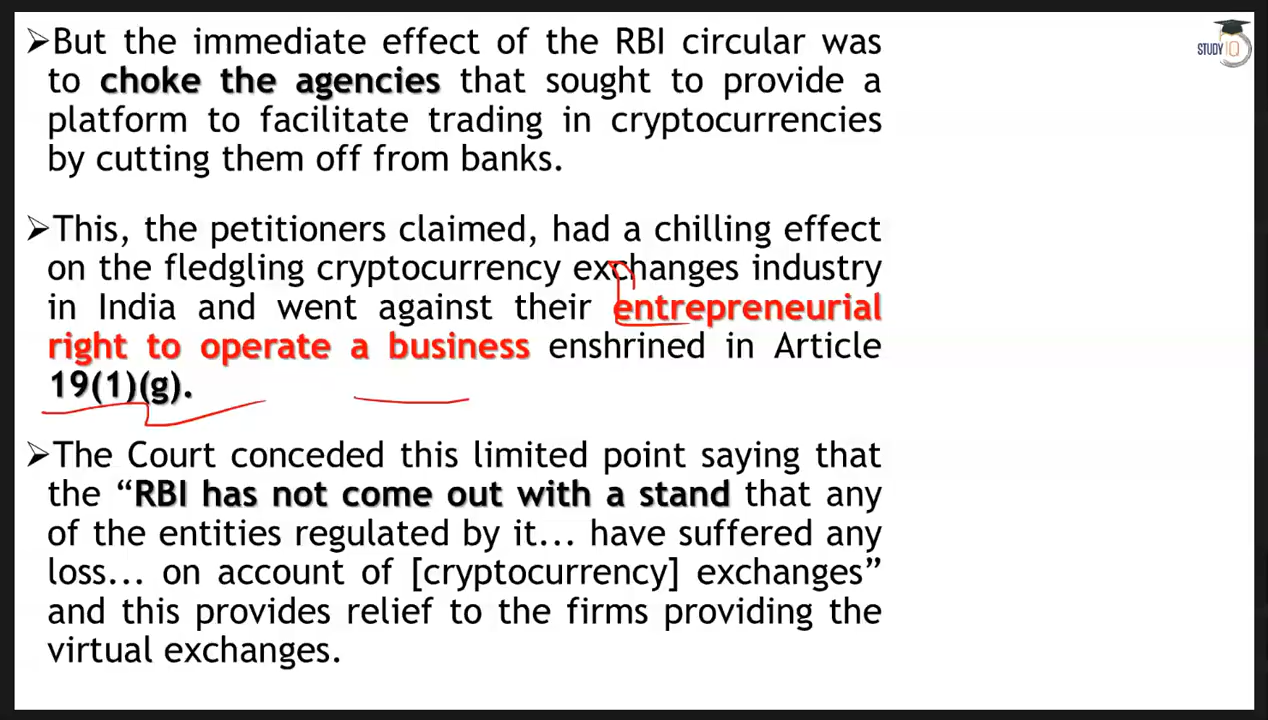 ➢But the immediate effect of the RBI circular was
to choke the agencies that sought to provide a
platform to facilitate trading in cryptocurrencies
by cutting them off from banks.
➢This, the petitioners claimed, had a chilling effect
on the fledgling cryptocurrency exchanges industry
in India and went against their entrepreneurial
right to operate a business enshrined in Article
19(1)(g).
➢The Court conceded this limited point saying that
the “RBI has not come out with a stand that any
of the entities regulated by it... have suffered any
loss... on account of [cryptocurrency] exchanges”
and this provides relief to the firms providing the
virtual exchanges.
STUDY IQ